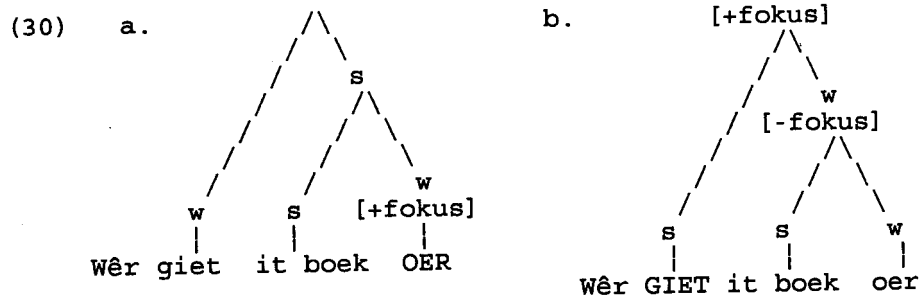 (30) a. b. [+fokus]
s
w
[-fokus]
w
w s [+fokus]
s s w
Wêr giet it boek OER
Wêr GIET it boek oer